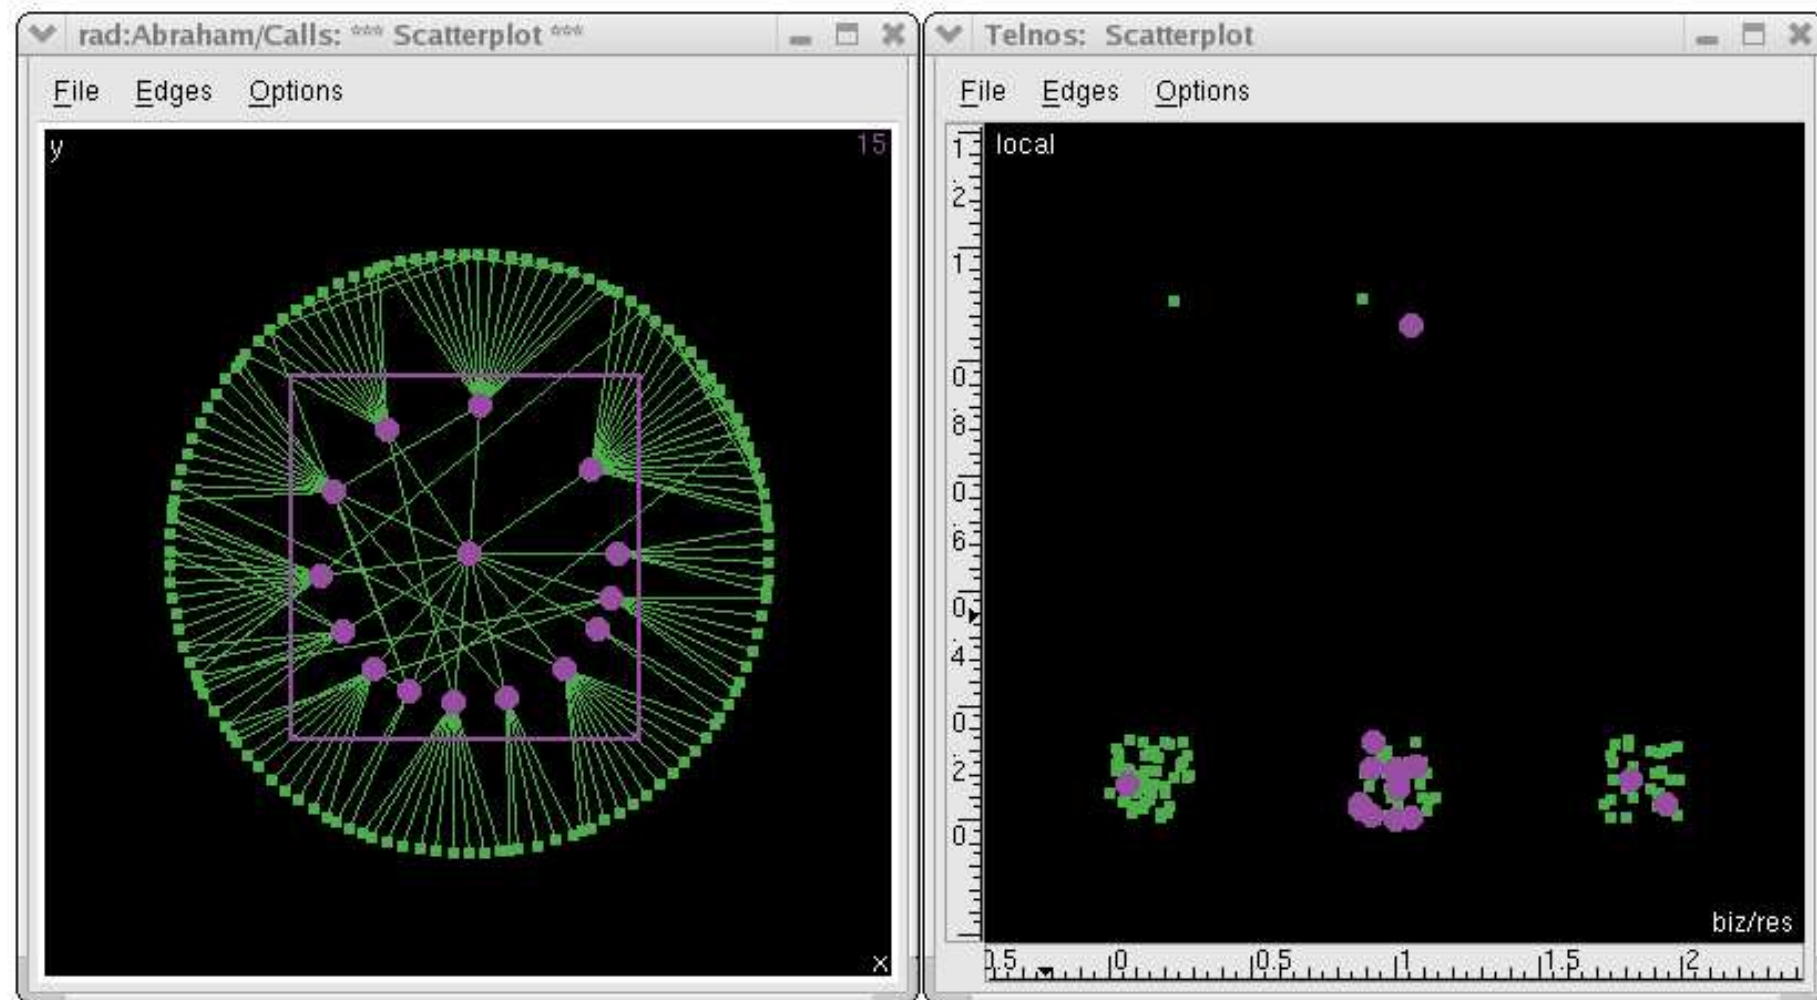 rad:Abraham/Calls: *** Scatterplot ***
File Edges Options
y
15
x
Telnos: Scatterplot
File Edges Options
local
1
2
1
0.
8
0.
6
0.
4
0.
2
0
biz/res
0.5 0 0.5 1 1.5 2